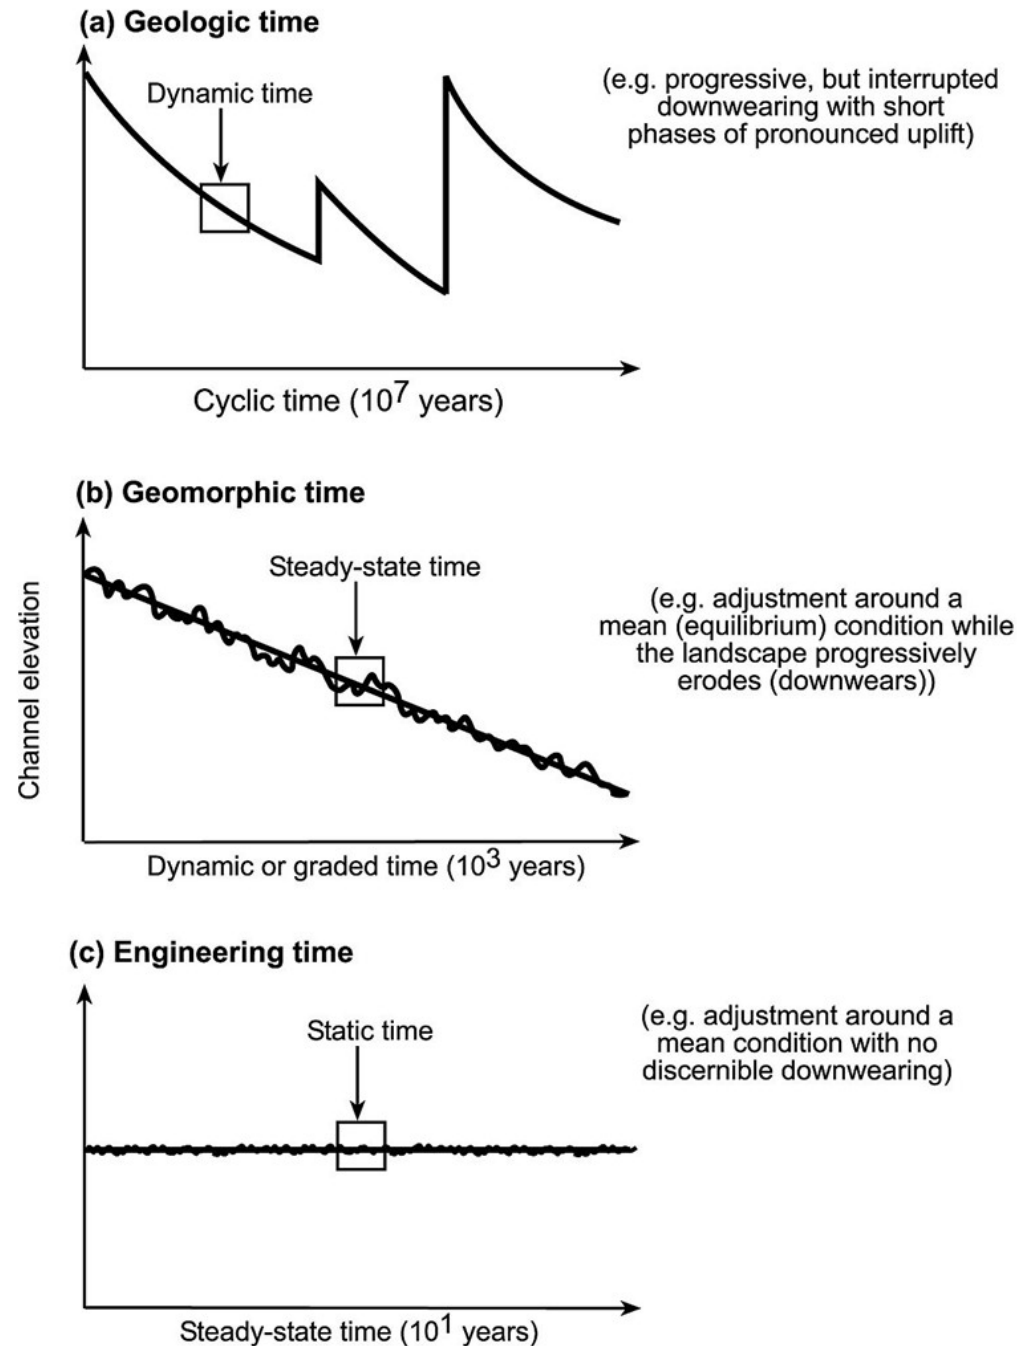 (a) Geologic time
Dynamic time
(e.g. progressive, but interrupted
downwearing with short
phases of pronounced uplift)
Cyclic time (10⁷ years)
(b) Geomorphic time
Channel elevation
Steady-state time
(e.g. adjustment around a
mean (equilibrium) condition while
the landscape progressively
erodes (downwears))
Dynamic or graded time (10³ years)
(c) Engineering time
Static time
(e.g. adjustment around a
mean condition with no
discernible downwearing)
Steady-state time (10¹ years)